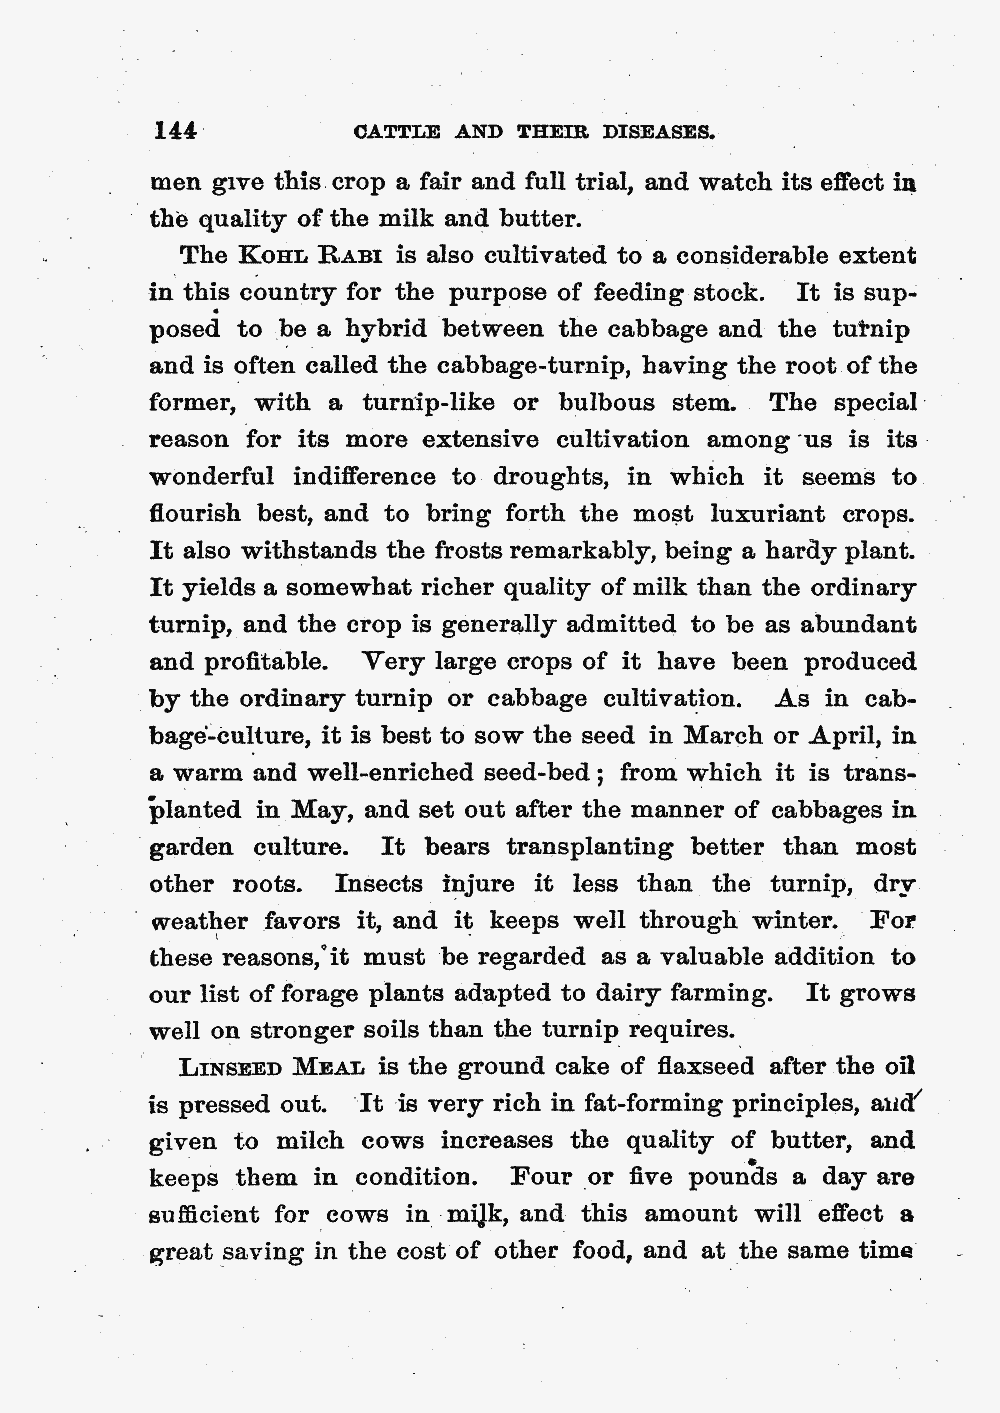 144 CATTLE AND THEIR DISEASES.
men give this crop a fair and full trial, and watch its effect in
the quality of the milk and butter.
The KOHL RABI is also cultivated to a considerable extent
in this country for the purpose of feeding stock. It is sup-
posed to be a hybrid between the cabbage and the turnip
and is often called the cabbage-turnip, having the root of the
former, with a turnip-like or bulbous stem. The special
reason for its more extensive cultivation among us is its
wonderful indifference to droughts, in which it seems to
flourish best, and to bring forth the most luxuriant crops.
It also withstands the frosts remarkably, being a hardy plant.
It yields a somewhat richer quality of milk than the ordinary
turnip, and the crop is generally admitted to be as abundant
and profitable. Very large crops of it have been produced
by the ordinary turnip or cabbage cultivation. As in cab-
bage-culture, it is best to sow the seed in March or April, in
a warm and well-enriched seed-bed; from which it is trans-
planted in May, and set out after the manner of cabbages in
garden culture. It bears transplanting better than most
other roots. Insects injure it less than the turnip, dry
weather favors it, and it keeps well through winter. For
these reasons, it must be regarded as a valuable addition to
our list of forage plants adapted to dairy farming. It grows
well on stronger soils than the turnip requires.
LINSEED MEAL is the ground cake of flaxseed after the oil
is pressed out. It is very rich in fat-forming principles, and
given to milch cows increases the quality of butter, and
keeps them in condition. Four or five pounds a day are
sufficient for cows in milk, and this amount will effect a
great saving in the cost of other food, and at the same time